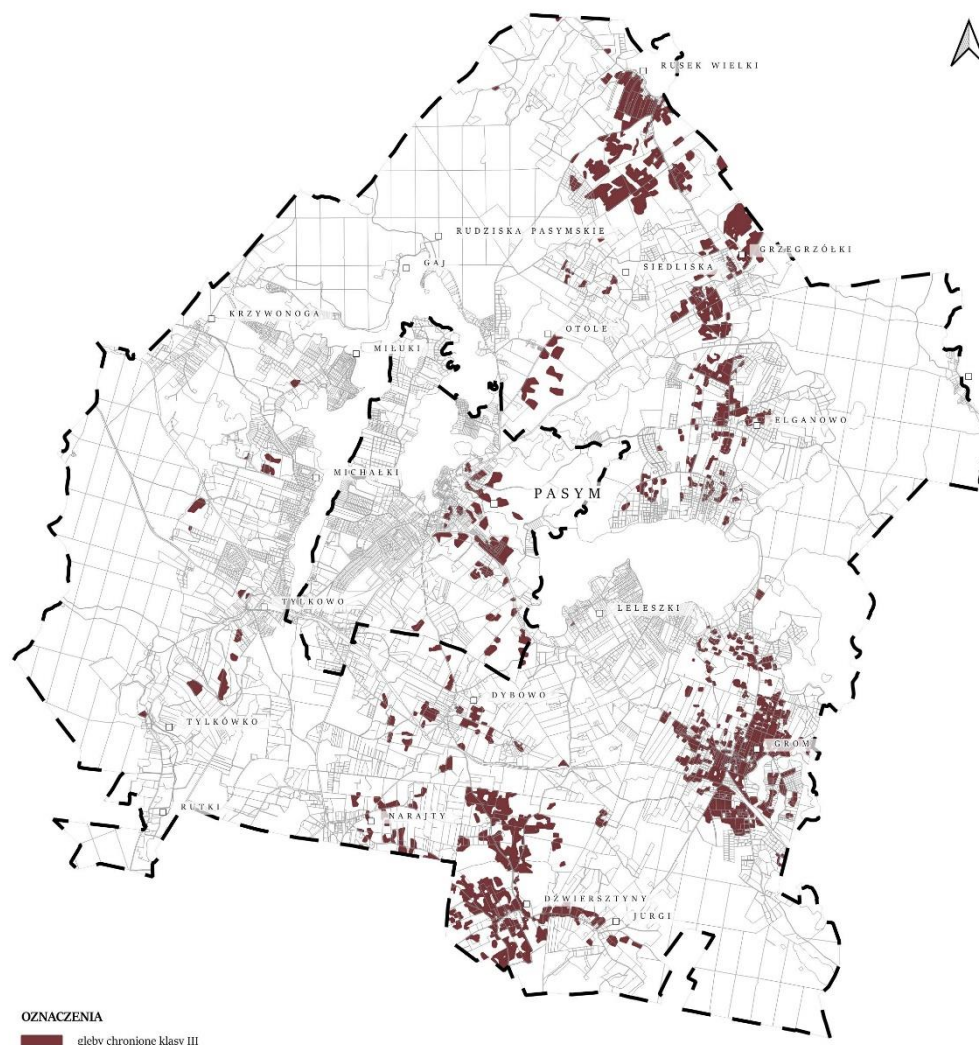 RUSEK WIELKI
RUDZISKA PASYMSKIE
GRZEGRZÓŁKI
GAJ
SIEDLISKA
KRZYWONOGA
OTOLE
MIŁUKI
ELGANOWO
MICHAŁKI
PASYM
TYLKOWO
LELESZKI
DYBOWO
TYLKÓWKO
GROM
RUTKI
NARAJTY
DŹWIERSZTYNY
JURGI
OZNACZENIA
gleby chronione klasy III